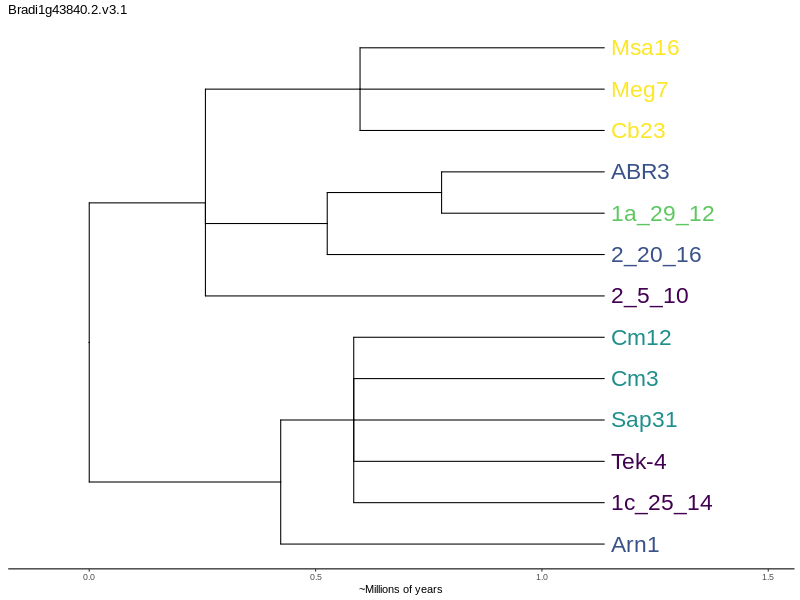 Bradi1g43840.2.v3.1
Msa16
Meg7
Cb23
ABR3
1a_29_12
2_20_16
2_5_10
Cm12
Cm3
Sap31
Tek-4
1c_25_14
Arn1
0.0 0.5 1.0 1.5
~Millions of years